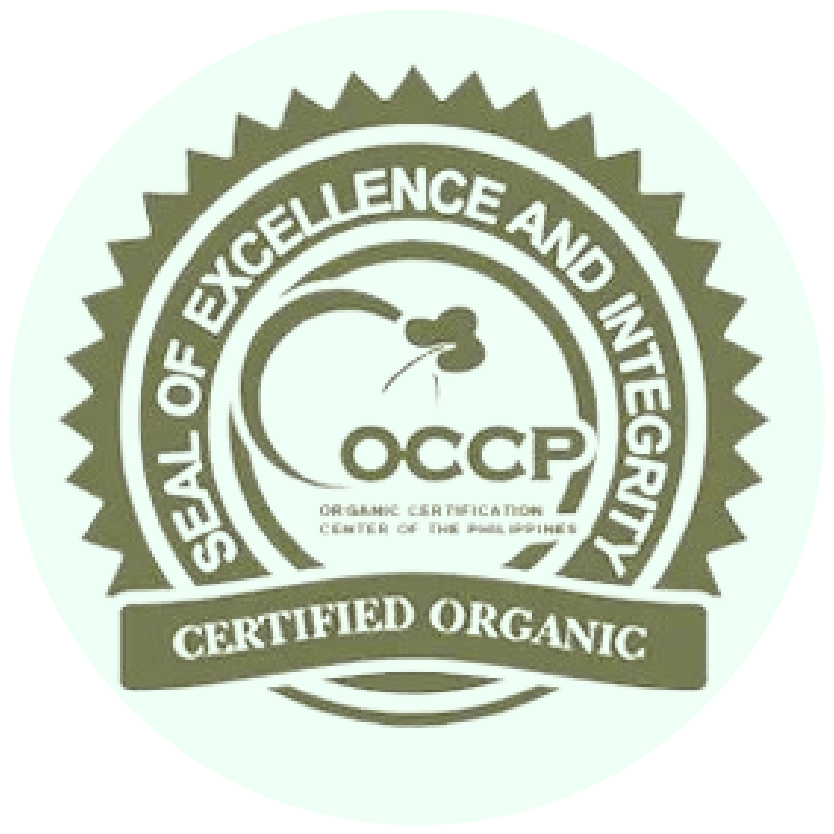 SEAL OF EXCELLENCE AND INTEGRITY
OCCP
ORGANIC CERTIFICATION
CENTER OF THE PHILIPPINES
CERTIFIED ORGANIC